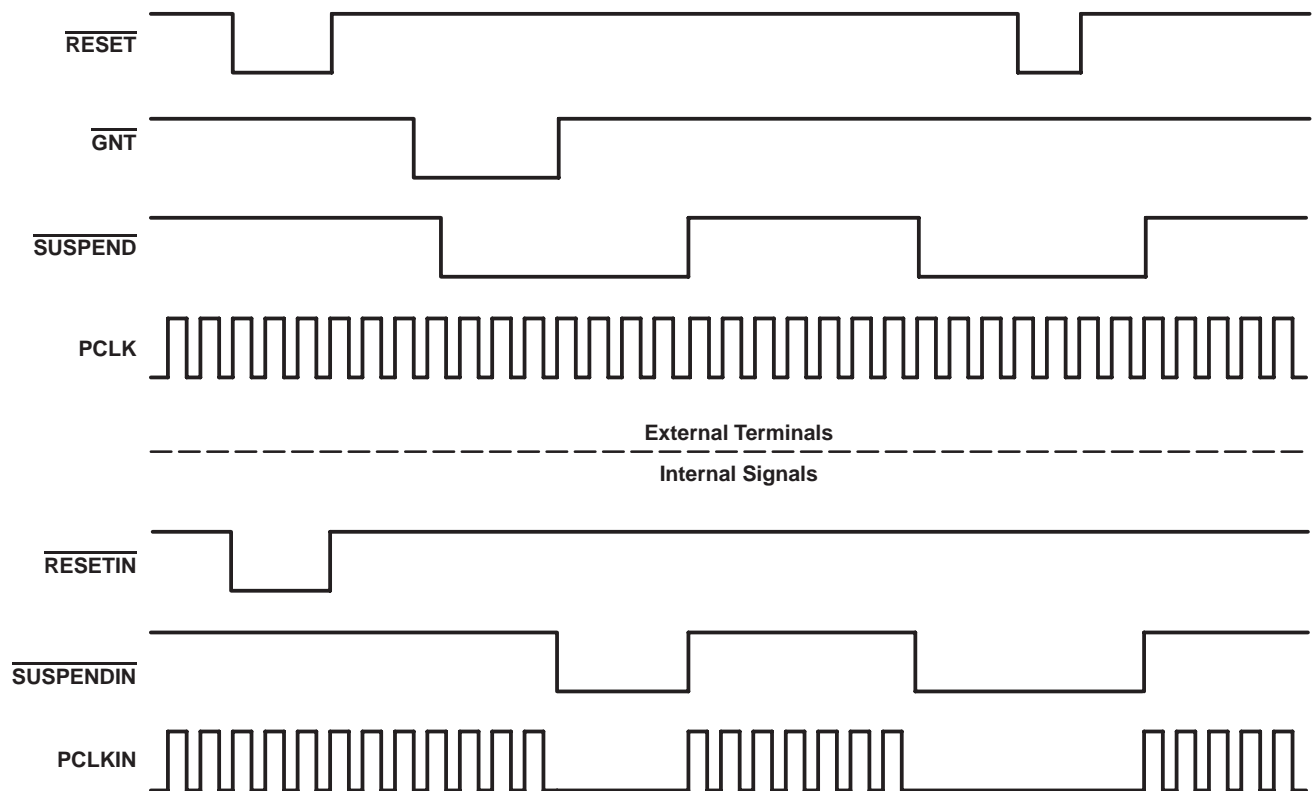 RESET
GNT
SUSPEND
PCLK
External Terminals
Internal Signals
RESETIN
SUSPENDIN
PCLKIN